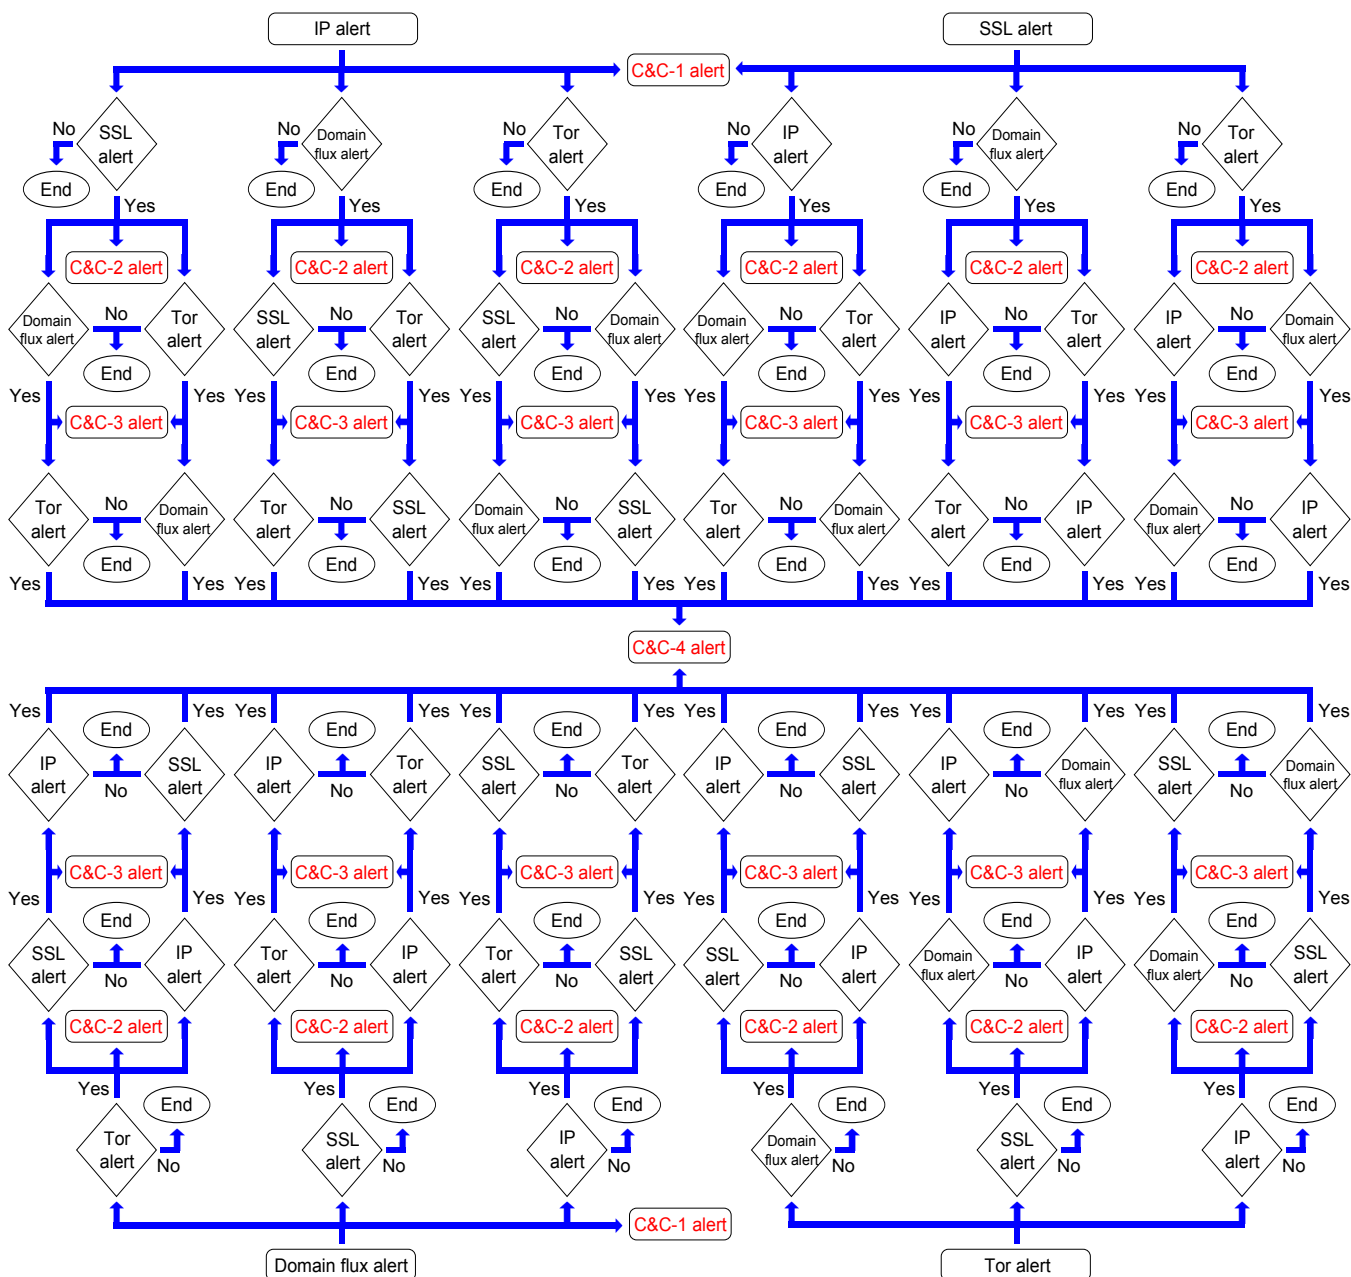 IP alert
SSL alert
C&C-1 alert
No
SSL
alert
No
Domain
flux alert
No
Tor
alert
No
IP
alert
No
Domain
flux alert
No
Tor
alert
End
End
End
End
End
End
Yes
Yes
Yes
Yes
Yes
Yes
C&C-2 alert
C&C-2 alert
C&C-2 alert
C&C-2 alert
C&C-2 alert
C&C-2 alert
Domain
flux alert
No
Tor
alert
SSL
alert
No
Tor
alert
SSL
alert
No
Domain
flux alert
Domain
flux alert
No
Tor
alert
IP
alert
No
Tor
alert
IP
alert
No
Domain
flux alert
End
End
End
End
End
End
Yes
Yes
Yes
Yes
Yes
Yes
Yes
Yes
Yes
Yes
Yes
Yes
C&C-3 alert
C&C-3 alert
C&C-3 alert
C&C-3 alert
C&C-3 alert
C&C-3 alert
Tor
alert
No
Domain
flux alert
Tor
alert
No
SSL
alert
Domain
flux alert
No
SSL
alert
Tor
alert
No
Domain
flux alert
Tor
alert
No
IP
alert
Domain
flux alert
No
IP
alert
End
End
End
End
End
End
Yes
Yes
Yes
Yes
Yes
Yes
Yes
Yes
Yes
Yes
Yes
Yes
C&C-4 alert
Yes
Yes
Yes
Yes
Yes
Yes
Yes
Yes
Yes
Yes
Yes
Yes
End
End
End
End
End
End
IP
alert
No
SSL
alert
IP
alert
No
Tor
alert
SSL
alert
No
Tor
alert
IP
alert
No
SSL
alert
IP
alert
No
Domain
flux alert
SSL
alert
No
Domain
flux alert
C&C-3 alert
C&C-3 alert
C&C-3 alert
C&C-3 alert
C&C-3 alert
C&C-3 alert
Yes
Yes
Yes
Yes
Yes
Yes
Yes
Yes
Yes
Yes
Yes
Yes
End
End
End
End
End
End
SSL
alert
No
IP
alert
Tor
alert
No
IP
alert
Tor
alert
No
SSL
alert
SSL
alert
No
IP
alert
Domain
flux alert
No
IP
alert
Domain
flux alert
No
SSL
alert
C&C-2 alert
C&C-2 alert
C&C-2 alert
C&C-2 alert
C&C-2 alert
C&C-2 alert
Yes
Yes
Yes
Yes
Yes
Yes
End
End
End
End
End
End
Tor
alert
No
SSL
alert
No
IP
alert
No
Domain
flux alert
No
SSL
alert
No
IP
alert
No
C&C-1 alert
Domain flux alert
Tor alert